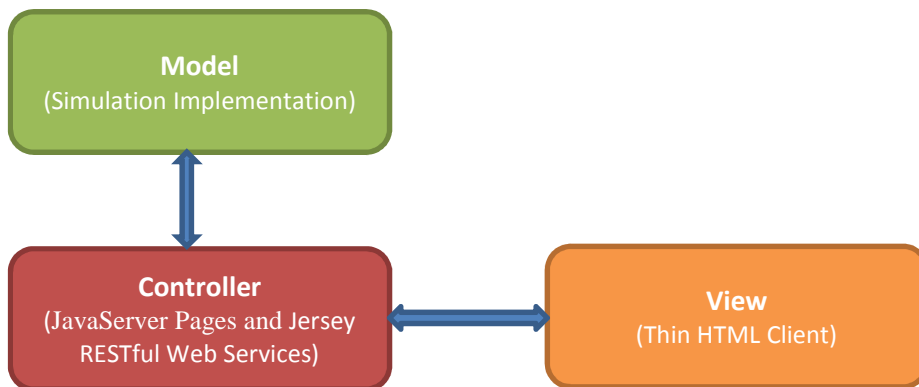 Model
(Simulation Implementation)
Controller
(JavaServer Pages and Jersey
RESTful Web Services)
View
(Thin HTML Client)